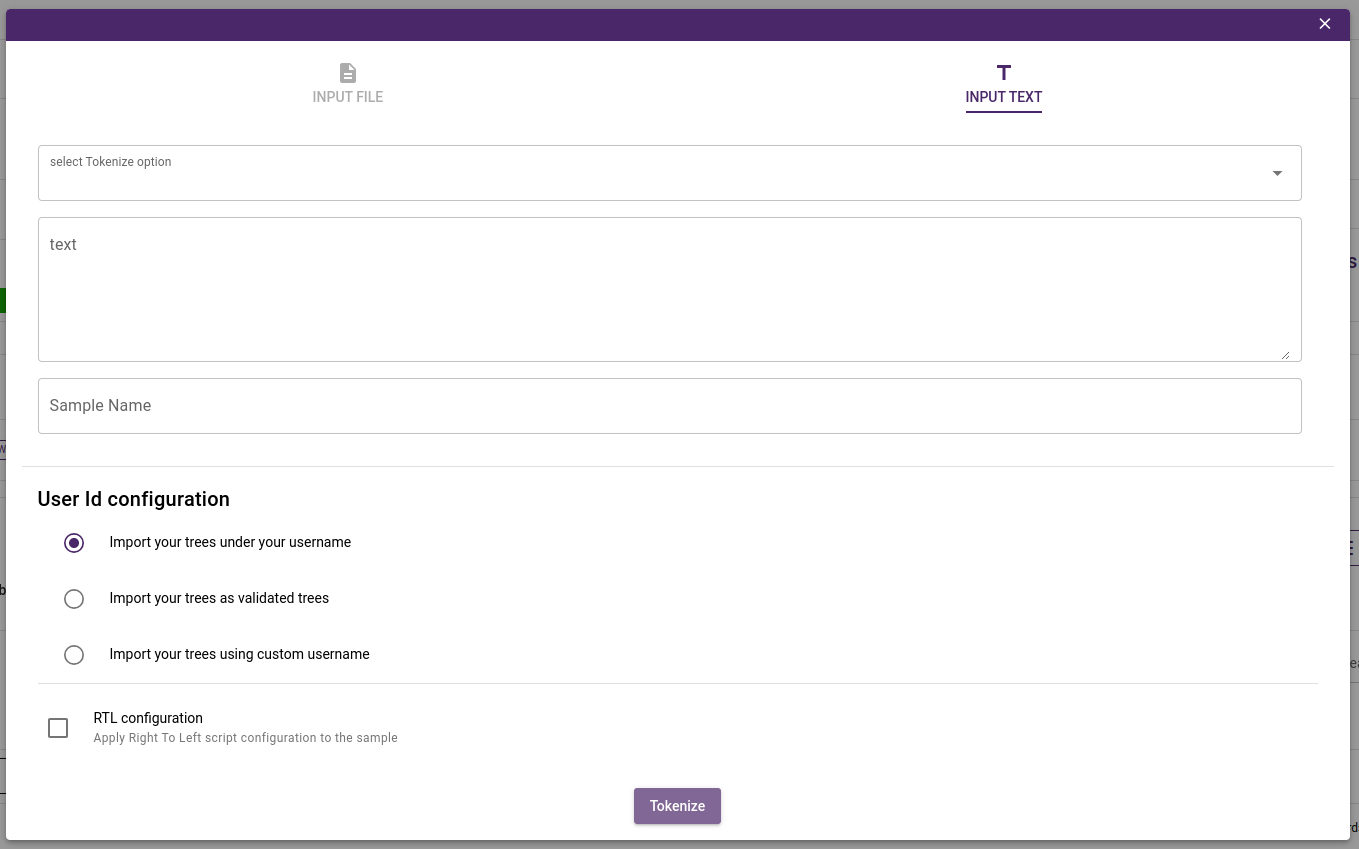 INPUT FILE
INPUT TEXT
select Tokenize option
text
Sample Name
User Id configuration
Import your trees under your username
Import your trees as validated trees
Import your trees using custom username
RTL configuration
Apply Right To Left script configuration to the sample
Tokenize